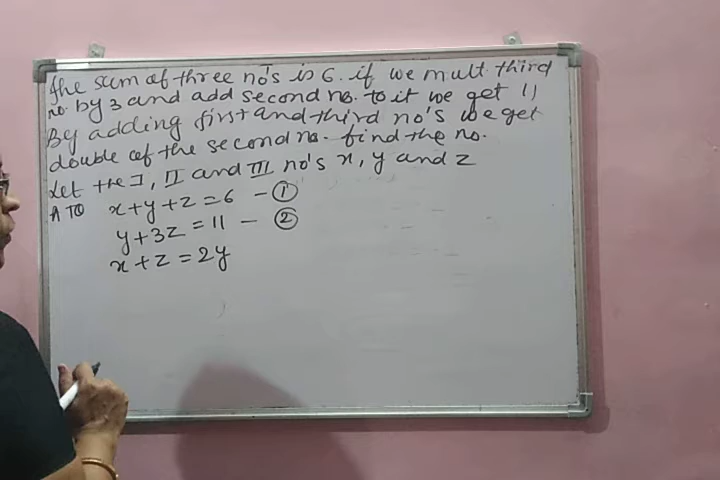 The sum of three no's is 6. if we mult. third
no. by 3 and add second no. to it we get 11
By adding first and third no's we get
double of the second no. find the no.
Let the I, II and III no's x, y and z
ATQ x+y+z=6 - ①
y+3z=11 - ②
x+z=2y